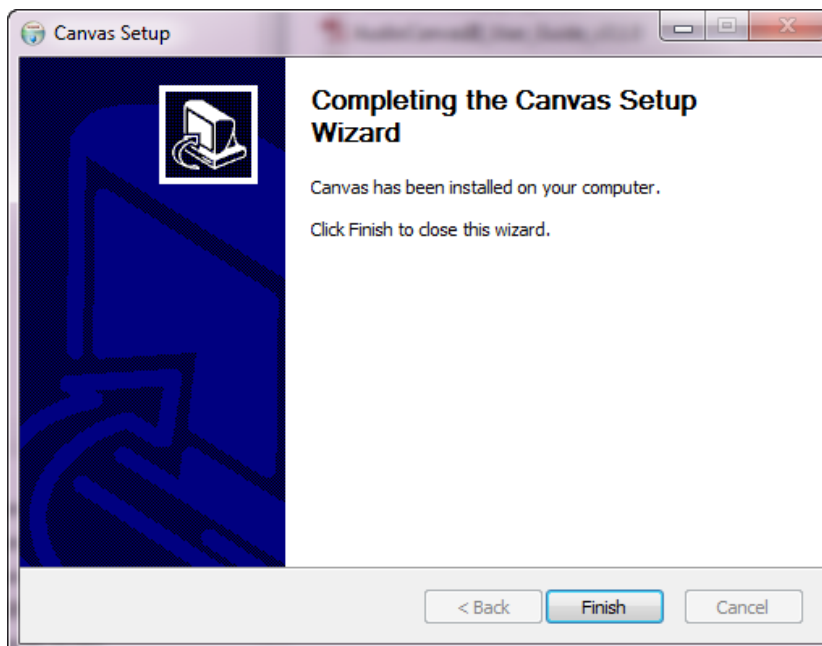 Canvas Setup
Completing the Canvas Setup
Wizard
Canvas has been installed on your computer.
Click Finish to close this wizard.
< Back
Finish
Cancel